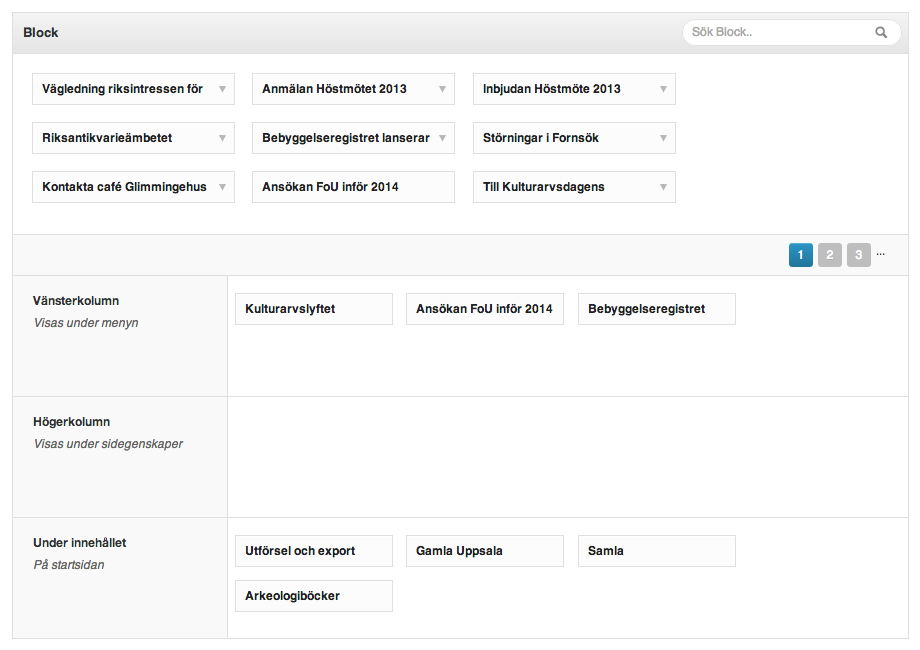 Block
Sök Block..
Vägledning riksintressen för
Anmälan Höstmötet 2013
Inbjudan Höstmöte 2013
Riksantikvarieämbetet
Bebyggelseregistret lanserar
Störningar i Fornsök
Kontakta café Glimmingehus
Ansökan FoU inför 2014
Till Kulturarvsdagens
1 2 3 ...
Vänsterkolumn
Visas under menyn
Kulturarvslyftet
Ansökan FoU inför 2014
Bebyggelseregistret
Högerkolumn
Visas under sidegenskaper
Under innehållet
På startsidan
Utförsel och export
Gamla Uppsala
Samla
Arkeologiböcker